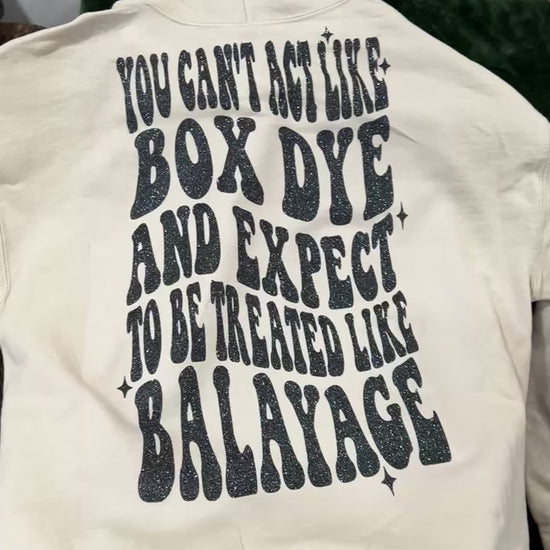 YOU CAN'T ACT LIKE
BOX DYE
AND EXPECT
TO BE TREATED LIKE
BALAYAGE